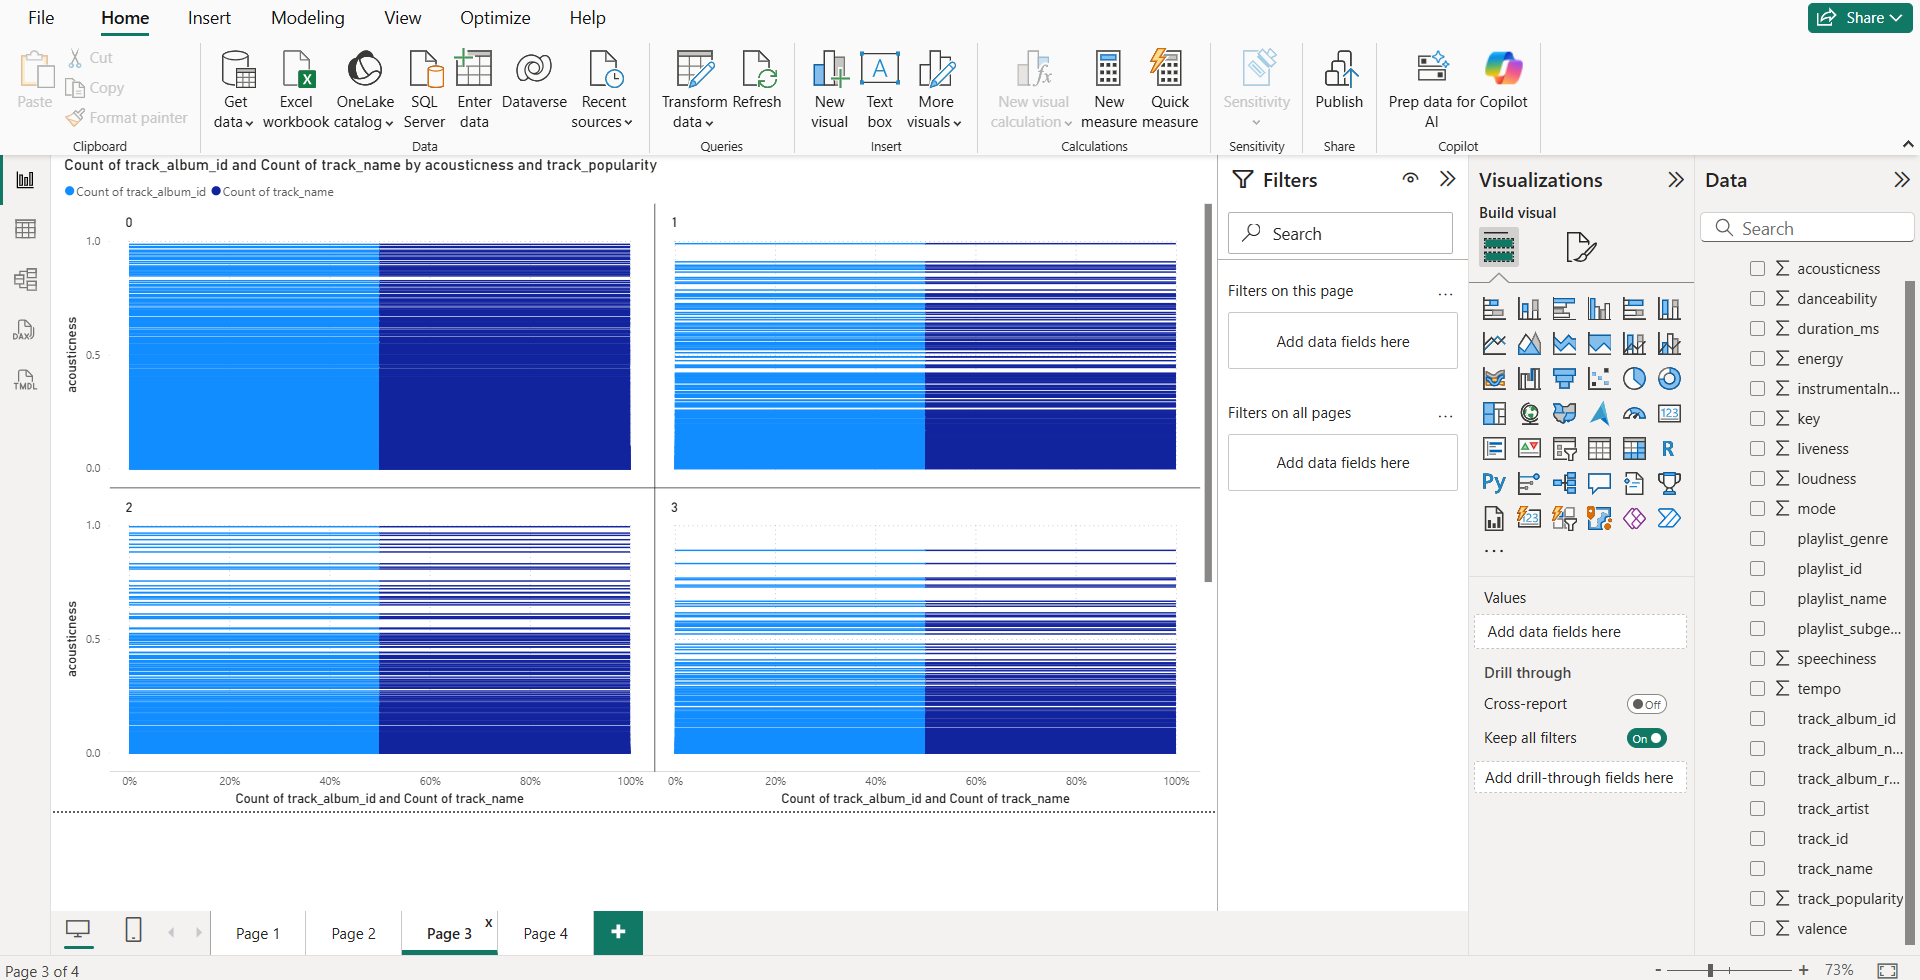 File Home Insert Modeling View Optimize Help Share
Paste
Cut
Copy
Format painter
Clipboard
Get data
Excel workbook
OneLake catalog
SQL Server
Enter data
Dataverse
Recent sources
Data
Transform data
Refresh
Queries
New visual
A
Text box
More visuals
Insert
New visual calculation
New measure
Quick measure
Calculations
Sensitivity
Sensitivity
Publish
Share
Prep data for AI
Copilot
Copilot
DAX
TMDL
Count of track_album_id and Count of track_name by acousticness and track_popularity
Count of track_album_id Count of track_name
0
1
1.0
0.5
0.0
acousticness
2
3
1.0
0.5
0.0
acousticness
0% 20% 40% 60% 80% 100%
Count of track_album_id and Count of track_name
0% 20% 40% 60% 80% 100%
Count of track_album_id and Count of track_name
Filters
Search
Filters on this page ...
Add data fields here
Filters on all pages ...
Add data fields here
Visualizations
Build visual
123
R
Py
123
...
Values
Add data fields here
Drill through
Cross-report Off
Keep all filters On
Add drill-through fields here
Data
Search
acousticness
danceability
duration_ms
energy
instrumentaln...
key
liveness
loudness
mode
playlist_genre
playlist_id
playlist_name
playlist_subge...
speechiness
tempo
track_album_id
track_album_n...
track_album_r...
track_artist
track_id
track_name
track_popularity
valence
Page 1 Page 2 Page 3 x Page 4 +
Page 3 of 4
- + 73%